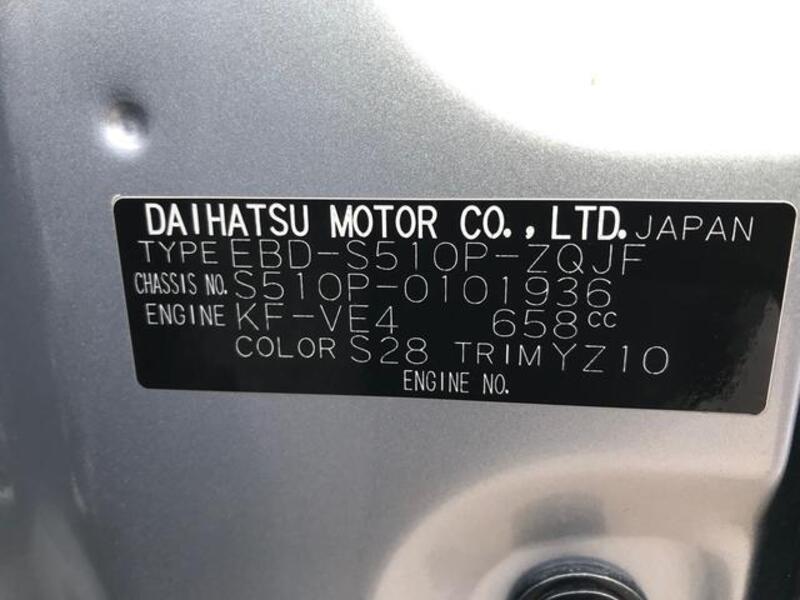 DAIHATSU MOTOR CO., LTD. JAPAN
TYPE EBD-S510P-ZQJF
CHASSIS NO. S510P-0101936
ENGINE KF-VE4 658cc
COLOR S28 TRIM YZ10
ENGINE NO.